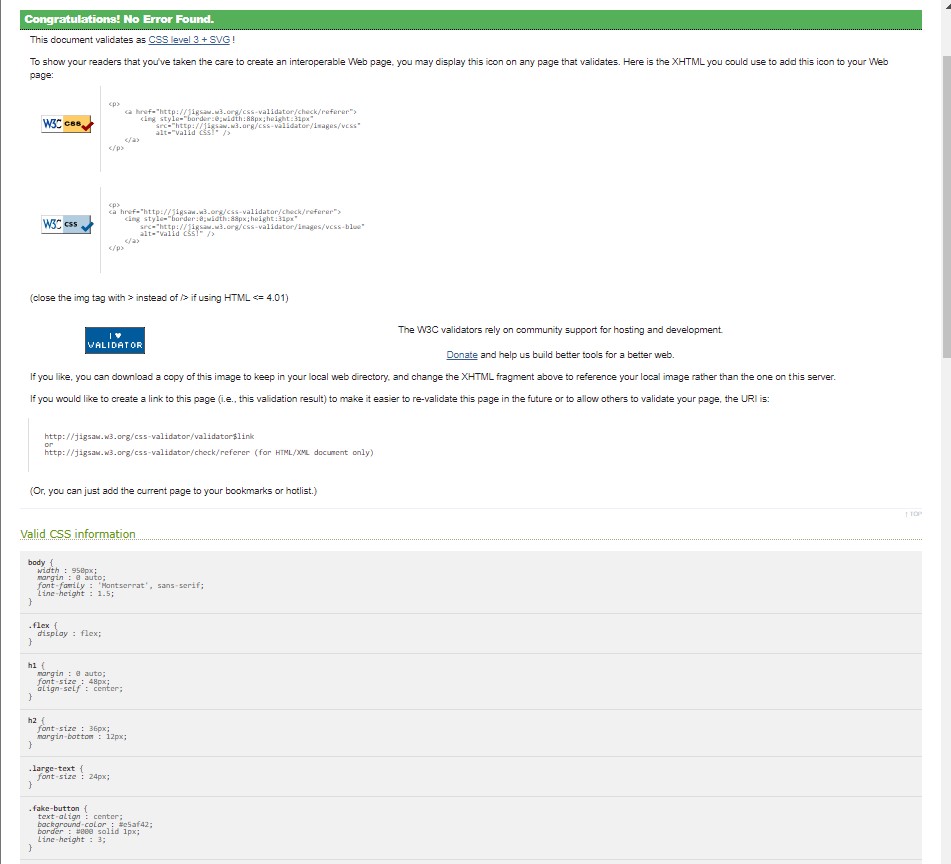 Congratulations! No Error Found.
This document validates as CSS level 3 + SVG !
To show your readers that you've taken the care to create an interoperable Web page, you may display this icon on any page that validates. Here is the XHTML you could use to add this icon to your Web
page:
<p>
<a href="http://jigsaw.w3.org/css-validator/check/referer">
<img style="border:0;width:88px;height:31px"
src="http://jigsaw.w3.org/css-validator/images/vcss"
alt="Valid CSS!" />
</a>
</p>
W3C css
<p>
<a href="http://jigsaw.w3.org/css-validator/check/referer">
<img style="border:0;width:88px;height:31px"
src="http://jigsaw.w3.org/css-validator/images/vcss-blue"
alt="Valid CSS!" />
</a>
</p>
W3C css
(close the img tag with > instead of /> if using HTML <= 4.01)
I ♥
VALIDATOR
The W3C validators rely on community support for hosting and development.
Donate and help us build better tools for a better web.
If you like, you can download a copy of this image to keep in your local web directory, and change the XHTML fragment above to reference your local image rather than the one on this server.
If you would like to create a link to this page (i.e., this validation result) to make it easier to re-validate this page in the future or to allow others to validate your page, the URI is:
http://jigsaw.w3.org/css-validator/validator$link
or
http://jigsaw.w3.org/css-validator/check/referer (for HTML/XML document only)
(Or, you can just add the current page to your bookmarks or hotlist.)
↑ TOP
Valid CSS information
body {
width : 950px;
margin : 0 auto;
font-family : 'Montserrat', sans-serif;
line-height : 1.5;
}
.flex {
display : flex;
}
h1 {
margin : 0 auto;
font-size : 48px;
align-self : center;
}
h2 {
font-size : 36px;
margin-bottom : 12px;
}
.large-text {
font-size : 24px;
}
.fake-button {
text-align : center;
background-color : #e5af42;
border : #000 solid 1px;
line-height : 3;
}